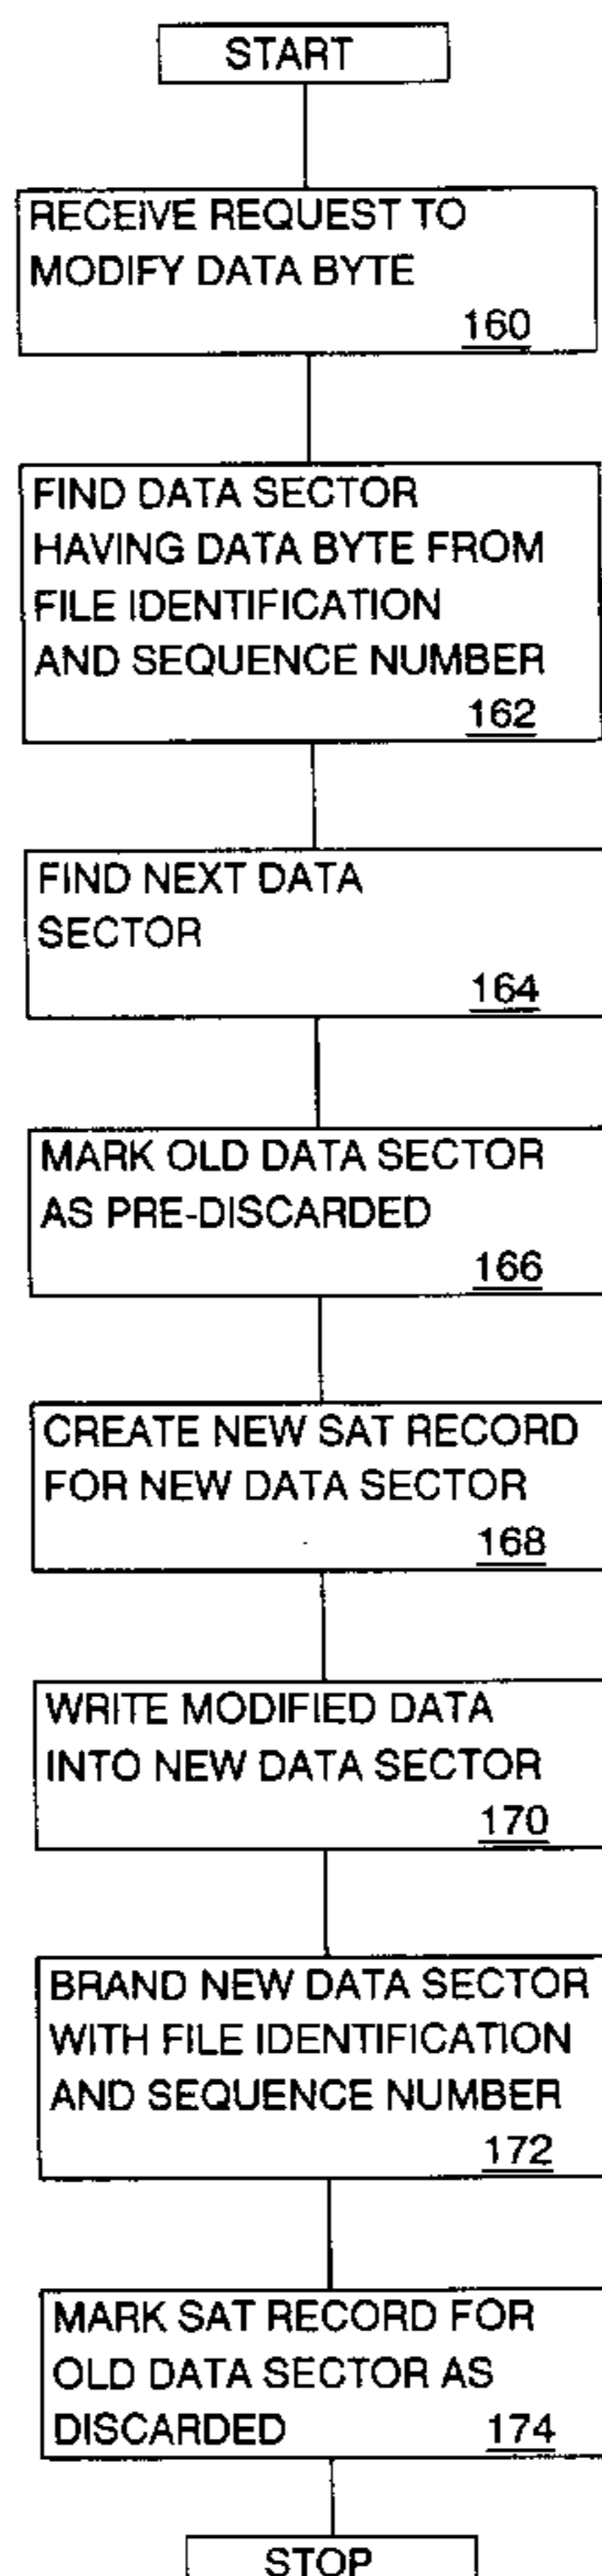 START
RECEIVE REQUEST TO
MODIFY DATA BYTE
160
FIND DATA SECTOR
HAVING DATA BYTE FROM
FILE IDENTIFICATION
AND SEQUENCE NUMBER
162
FIND NEXT DATA
SECTOR
164
MARK OLD DATA SECTOR
AS PRE-DISCARDED
166
CREATE NEW SAT RECORD
FOR NEW DATA SECTOR
168
WRITE MODIFIED DATA
INTO NEW DATA SECTOR
170
BRAND NEW DATA SECTOR
WITH FILE IDENTIFICATION
AND SEQUENCE NUMBER
172
MARK SAT RECORD FOR
OLD DATA SECTOR AS
DISCARDED 174
STOP